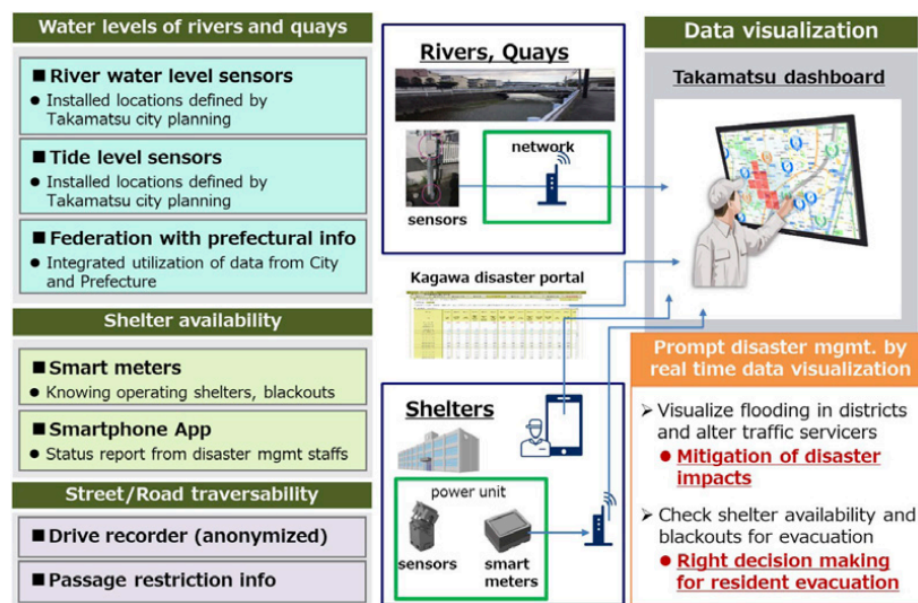 Water levels of rivers and quays
■ River water level sensors
● Installed locations defined by
Takamatsu city planning
■ Tide level sensors
● Installed locations defined by
Takamatsu city planning
■ Federation with prefectural info
● Integrated utilization of data from City
and Prefecture
Shelter availability
■ Smart meters
● Knowing operating shelters, blackouts
■ Smartphone App
● Status report from disaster mgmt staffs
Street/Road traversability
■ Drive recorder (anonymized)
■ Passage restriction info
Rivers, Quays
network
sensors
Kagawa disaster portal
Shelters
power unit
sensors
smart
meters
Data visualization
Takamatsu dashboard
Prompt disaster mgmt. by
real time data visualization
➢ Visualize flooding in districts
and alter traffic servicers
● Mitigation of disaster
impacts
➢ Check shelter availability and
blackouts for evacuation
● Right decision making
for resident evacuation